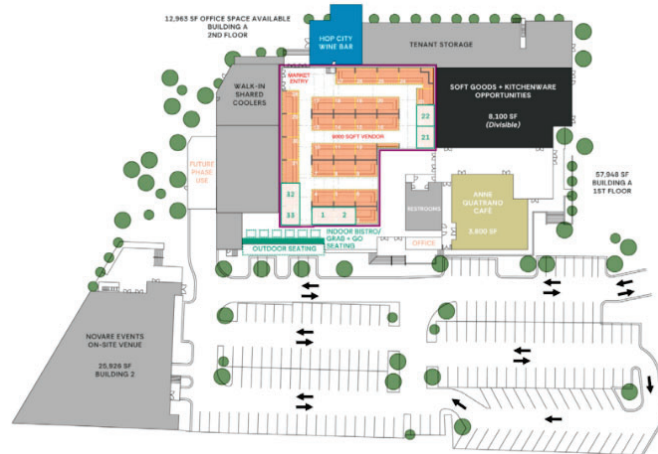 12,963 SF OFFICE SPACE AVAILABLE
BUILDING A
2ND FLOOR
HOP CITY
WINE BAR
TENANT STORAGE
MARKET
ENTRY
WALK-IN
SHARED
COOLERS
SOFT GOODS + KITCHENWARE
OPPORTUNITIES
8,100 SF
(Divisible)
22
21
SQFT VENDOR
FUTURE
PHASE
USE
57,948 SF
BUILDING A
1ST FLOOR
32
33
1 2
RESTROOMS
ANNE
QUATRANO
CAFÉ
3,800 SF
INDOOR BISTRO/
GRAB + GO
SEATING
OUTDOOR SEATING
OFFICE
NOVARE EVENTS
ON-SITE VENUE
25,926 SF
BUILDING 2